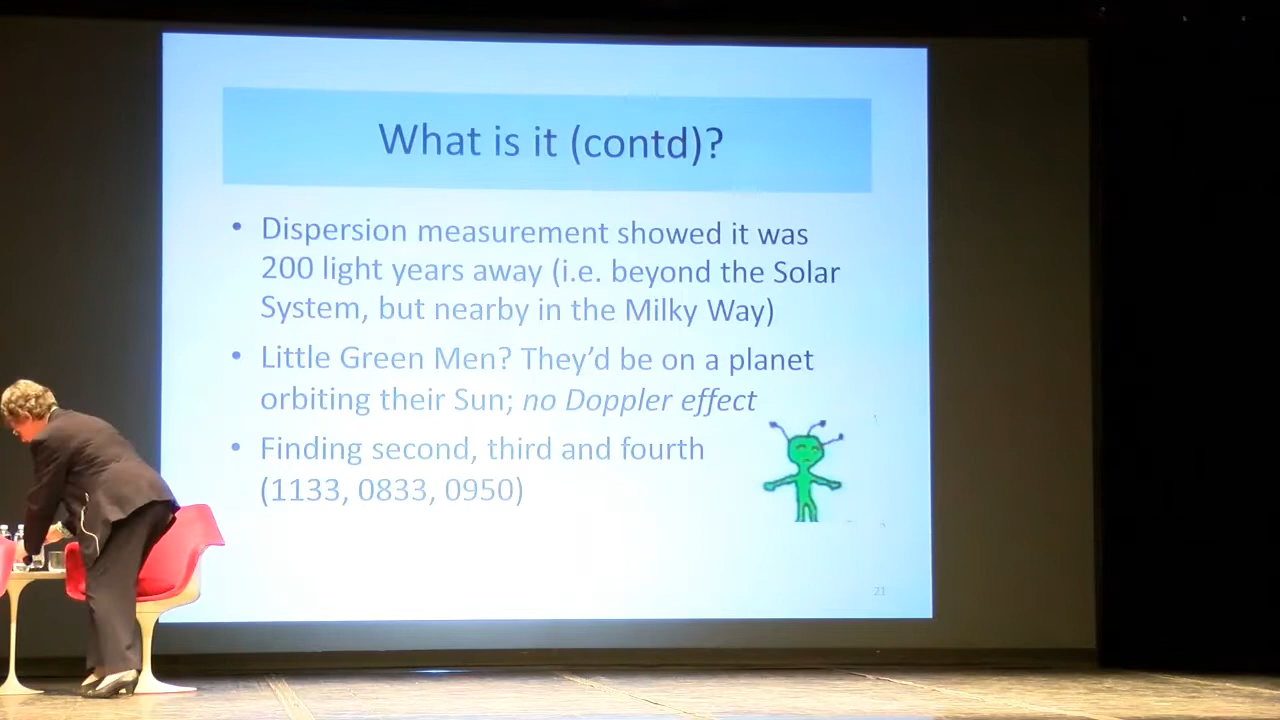 What is it (contd)?
• Dispersion measurement showed it was
200 light years away (i.e. beyond the Solar
System, but nearby in the Milky Way)
• Little Green Men? They’d be on a planet
orbiting their Sun; no Doppler effect
• Finding second, third and fourth
(1133, 0833, 0950)
21